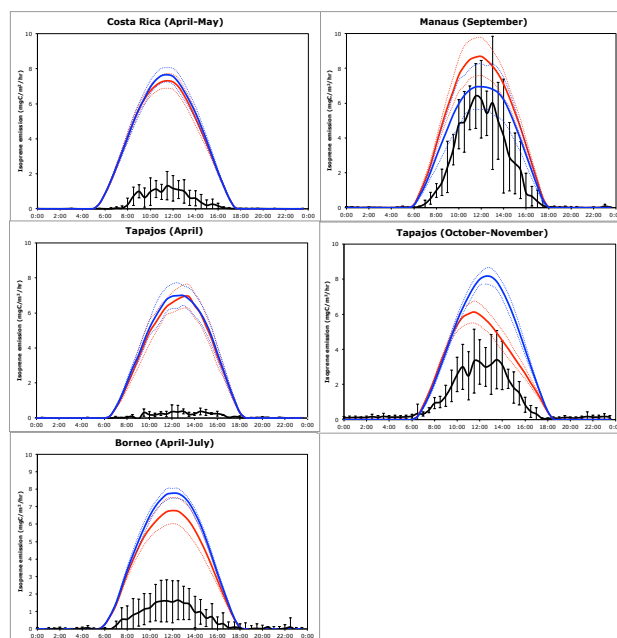 Costa Rica (April-May)
Isoprene emission (mgC/m²/hr)
10
8
6
4
2
0
0:00 2:00 4:00 6:00 8:00 10:00 12:00 14:00 16:00 18:00 20:00 22:00 0:00
Manaus (September)
Isoprene emission (mgC/m²/hr)
10
8
6
4
2
0
0:00 2:00 4:00 6:00 8:00 10:00 12:00 14:00 16:00 18:00 20:00 22:00
Tapajos (April)
Isoprene emission (mgC/m²/hr)
10
8
6
4
2
0
0:00 2:00 4:00 6:00 8:00 10:00 12:00 14:00 16:00 18:00 20:00 22:00 0:00
Tapajos (October-November)
Isoprene emission (mgC/m²/hr)
10
8
6
4
2
0
0:00 2:00 4:00 6:00 8:00 10:00 12:00 14:00 16:00 18:00 20:00 22:00
Borneo (April-July)
Isoprene emission (mgC/m²/hr)
10
9
8
7
6
5
4
3
2
1
0
0:00 2:00 4:00 6:00 8:00 10:00 12:00 14:00 16:00 18:00 20:00 22:00 0:00